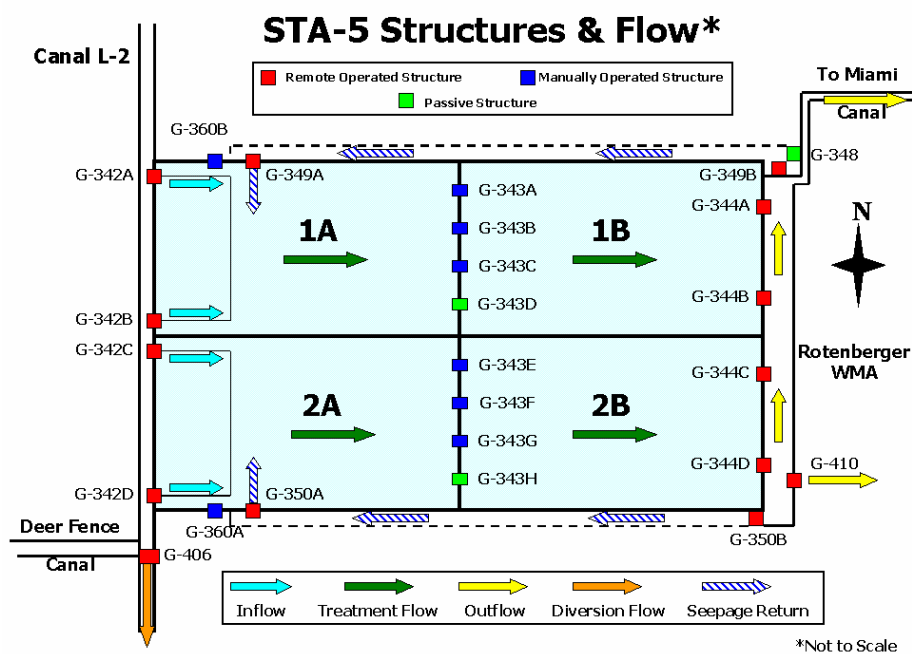 STA-5 Structures & Flow*
Canal L-2
Remote Operated Structure
Manually Operated Structure
Passive Structure
To Miami
Canal
G-360B
G-348
G-342A
G-349A
G-349B
G-343A
G-344A
1A
G-343B
1B
N
G-343C
G-343D
G-344B
G-342B
G-342C
Rotenberger
WMA
G-343E
G-344C
2A
G-343F
2B
G-343G
G-344D
G-410
G-343H
G-342D
G-350A
Deer Fence
G-360A
G-350B
Canal
G-406
Inflow
Treatment Flow
Outflow
Diversion Flow
Seepage Return
*Not to Scale